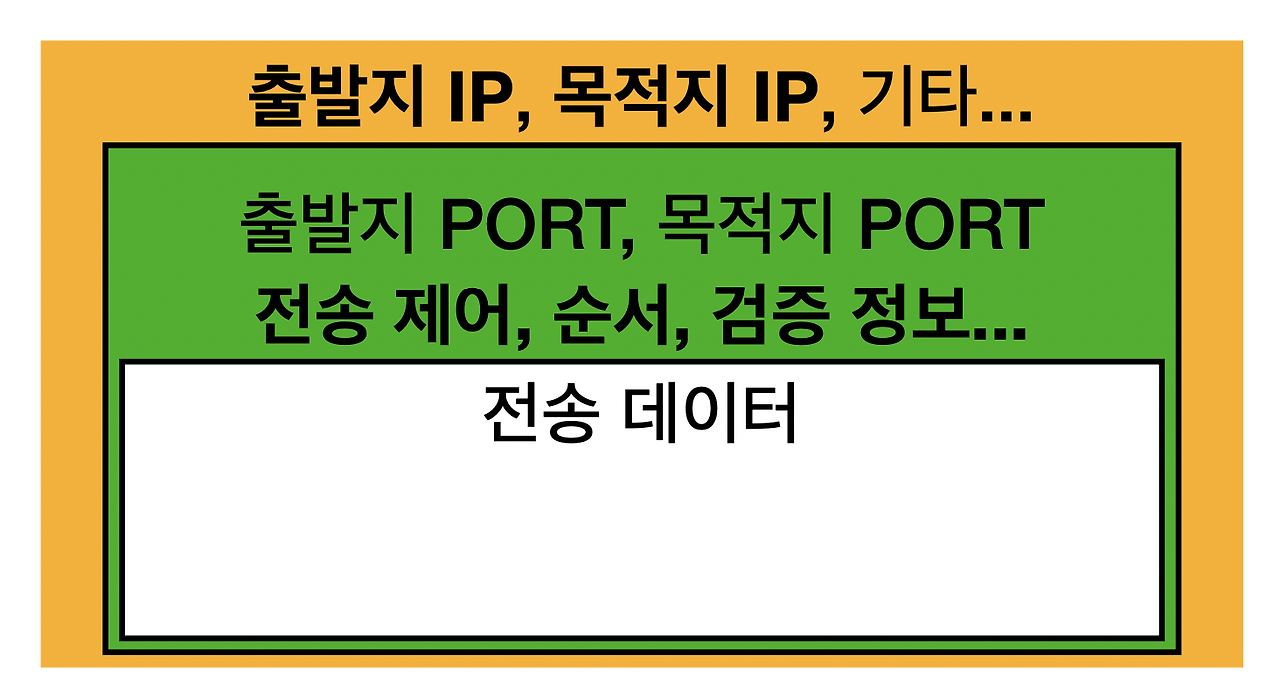 출발지 IP, 목적지 IP, 기타...
출발지 PORT, 목적지 PORT
전송 제어, 순서, 검증 정보...
전송 데이터